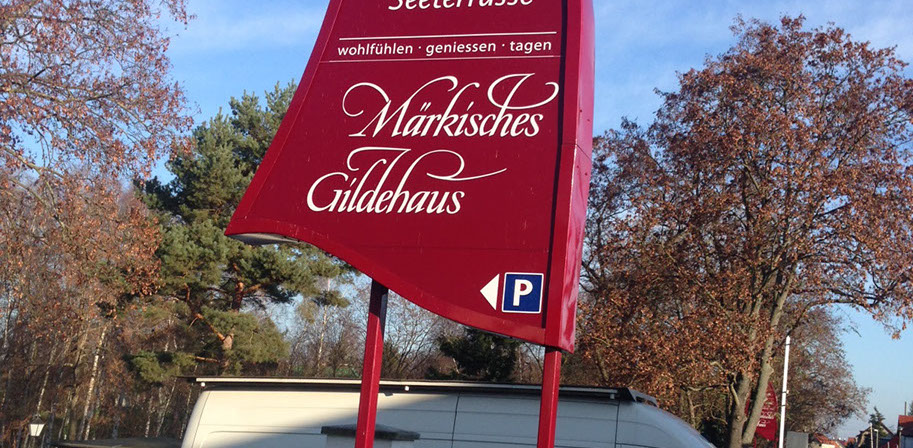 Seeterrasse
wohlfühlen · geniessen · tagen
Märkisches
Gildehaus
P